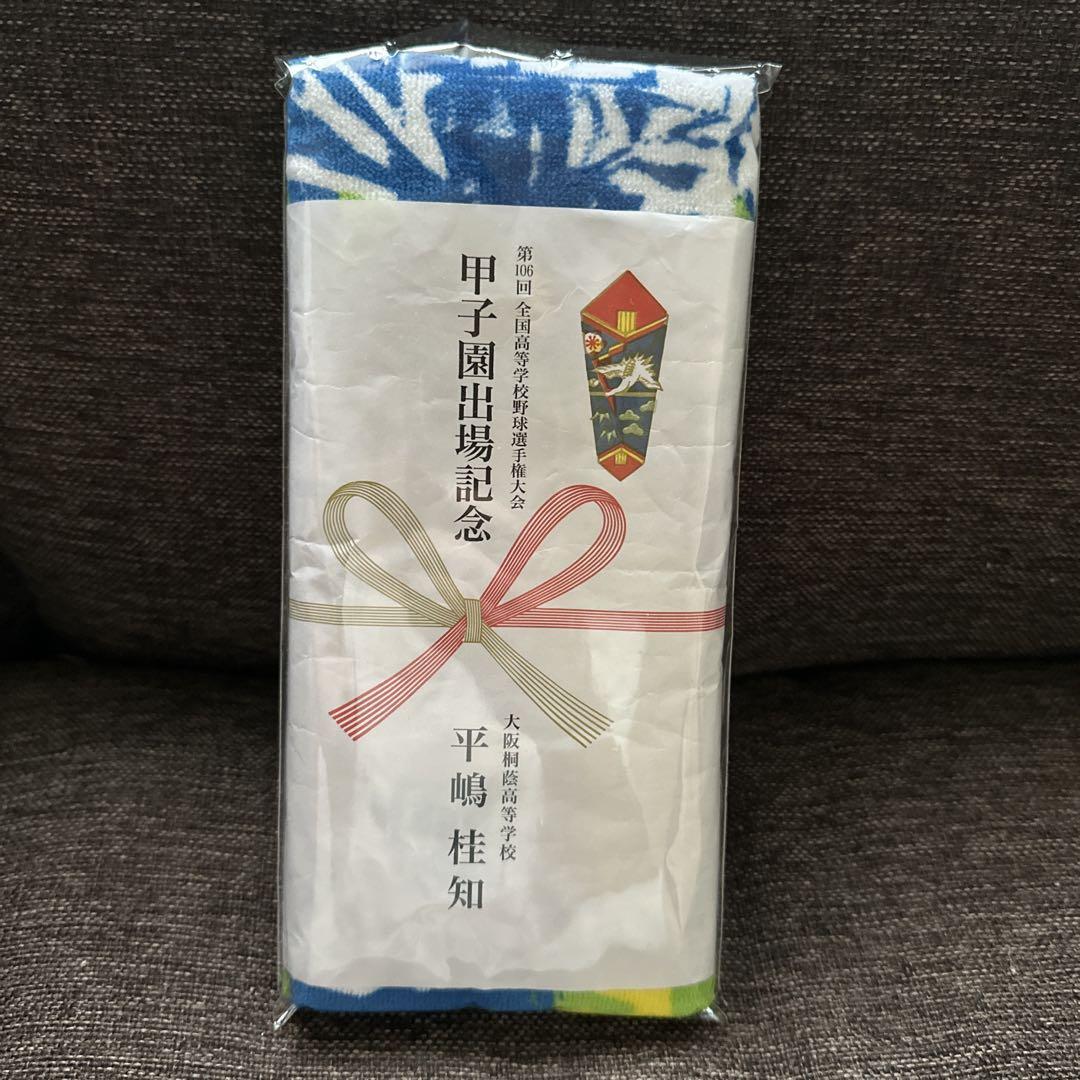 第106回 全国高等学校野球選手権大会
甲子園出場記念
大阪桐蔭高等学校
平嶋 桂知